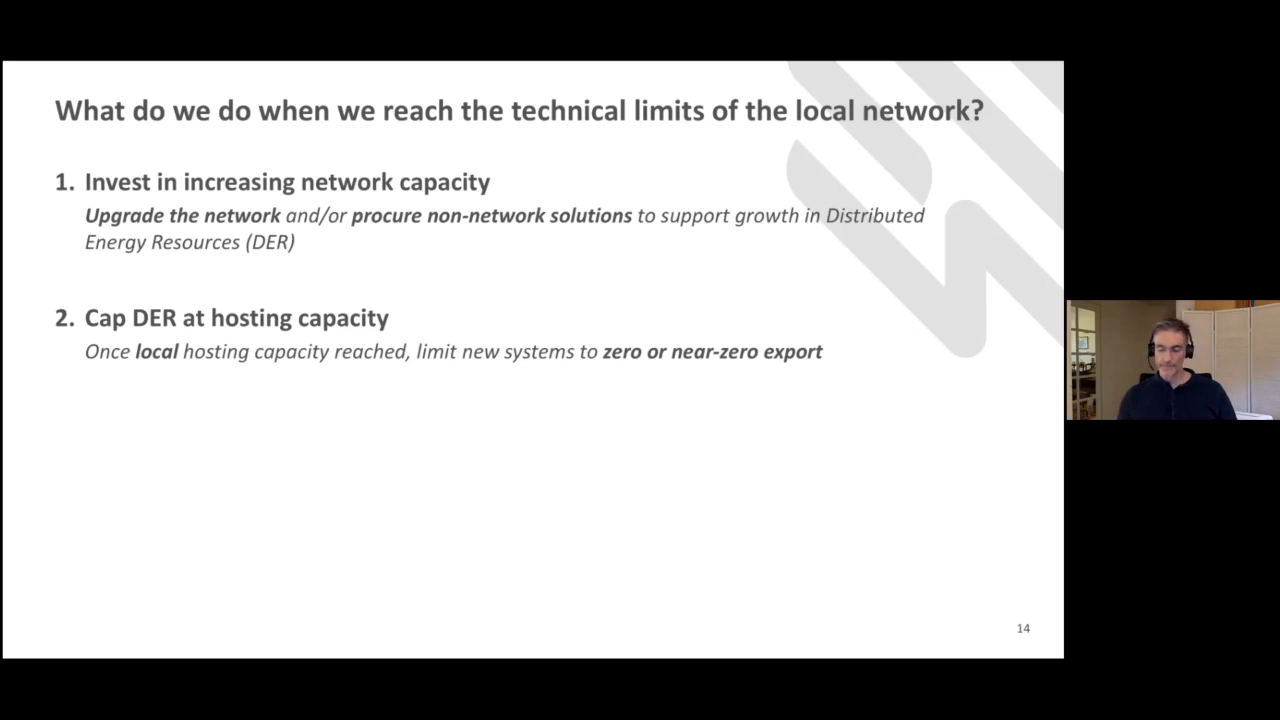 What do we do when we reach the technical limits of the local network?
1. Invest in increasing network capacity
Upgrade the network and/or procure non-network solutions to support growth in Distributed
Energy Resources (DER)
2. Cap DER at hosting capacity
Once local hosting capacity reached, limit new systems to zero or near-zero export
14